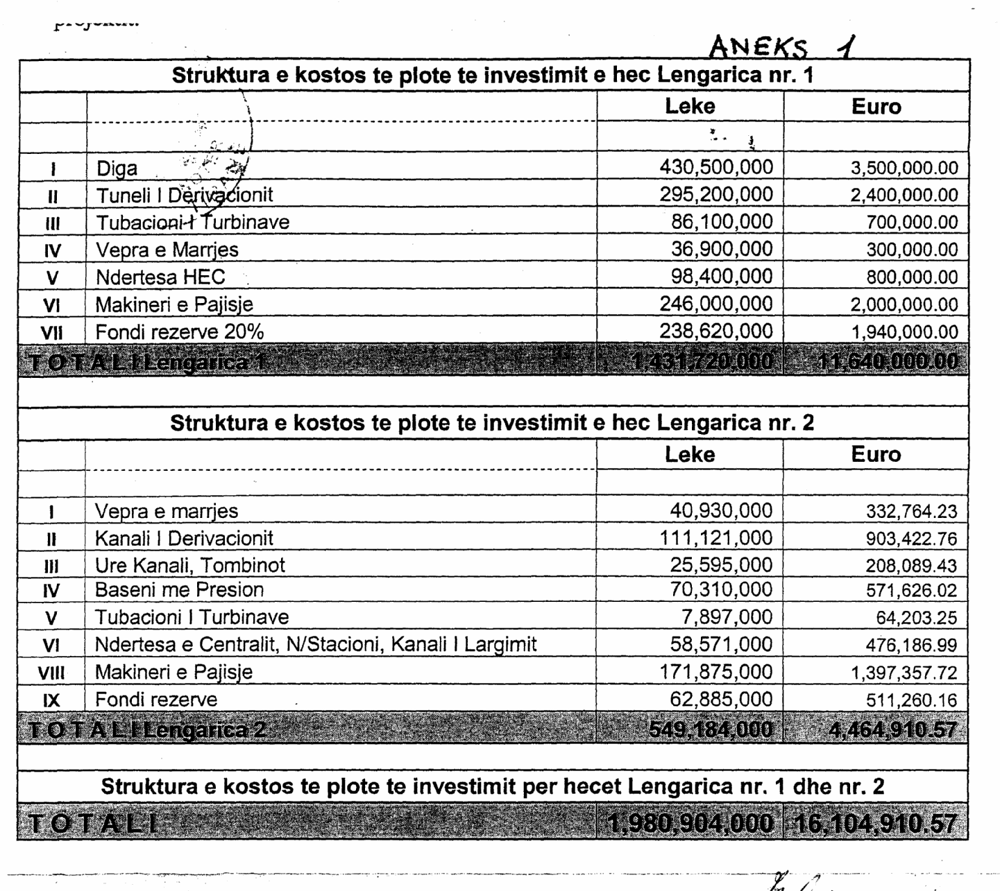 ANEKS 1
Struktura e kostos te plote te investimit e hec Lengarica nr. 1
Leke Euro
I Diga 430,500,000 3,500,000.00
II Tuneli I Derivacionit 295,200,000 2,400,000.00
III Tubacioni I Turbinave 86,100,000 700,000.00
IV Vepra e Marrjes 36,900,000 300,000.00
V Ndertesa HEC 98,400,000 800,000.00
VI Makineri e Pajisje 246,000,000 2,000,000.00
VII Fondi rezerve 20% 238,620,000 1,940,000.00
T O T A L I Lengarica 1 1,431,720,000 11,640,000.00
Struktura e kostos te plote te investimit e hec Lengarica nr. 2
Leke Euro
I Vepra e marrjes 40,930,000 332,764.23
II Kanali I Derivacionit 111,121,000 903,422.76
III Ure Kanali, Tombinot 25,595,000 208,089.43
IV Baseni me Presion 70,310,000 571,626.02
V Tubacioni I Turbinave 7,897,000 64,203.25
VI Ndertesa e Centralit, N/Stacioni, Kanali I Largimit 58,571,000 476,186.99
VIII Makineri e Pajisje 171,875,000 1,397,357.72
IX Fondi rezerve 62,885,000 511,260.16
T O T A L I Lengarica 2 549,184,000 4,464,910.57
Struktura e kostos te plote te investimit per hecet Lengarica nr. 1 dhe nr. 2
T O T A L I 1,980,904,000 16,104,910.57